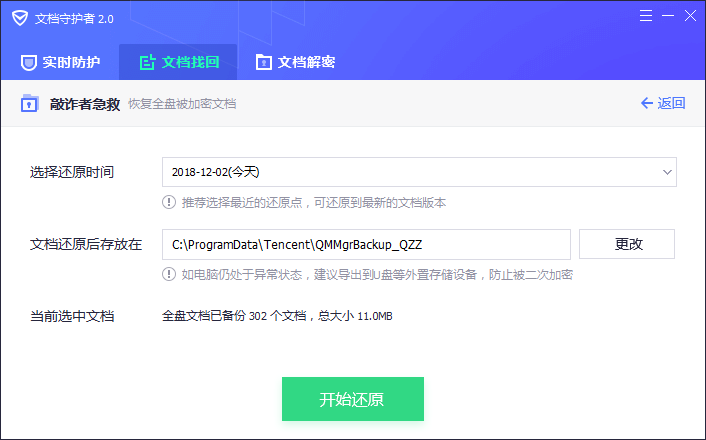 文档守护者 2.0
实时防护 文档找回 文档解密
敲诈者急救 恢复全盘被加密文档 返回
选择还原时间 2018-12-02(今天)
推荐选择最近的还原点，可还原到最新的文档版本
文档还原后存放在 C:\ProgramData\Tencent\QMMgrBackup_QZZ 更改
如电脑仍处于异常状态，建议导出到U盘等外置存储设备，防止被二次加密
当前选中文档 全盘文档已备份 302 个文档，总大小 11.0MB
开始还原